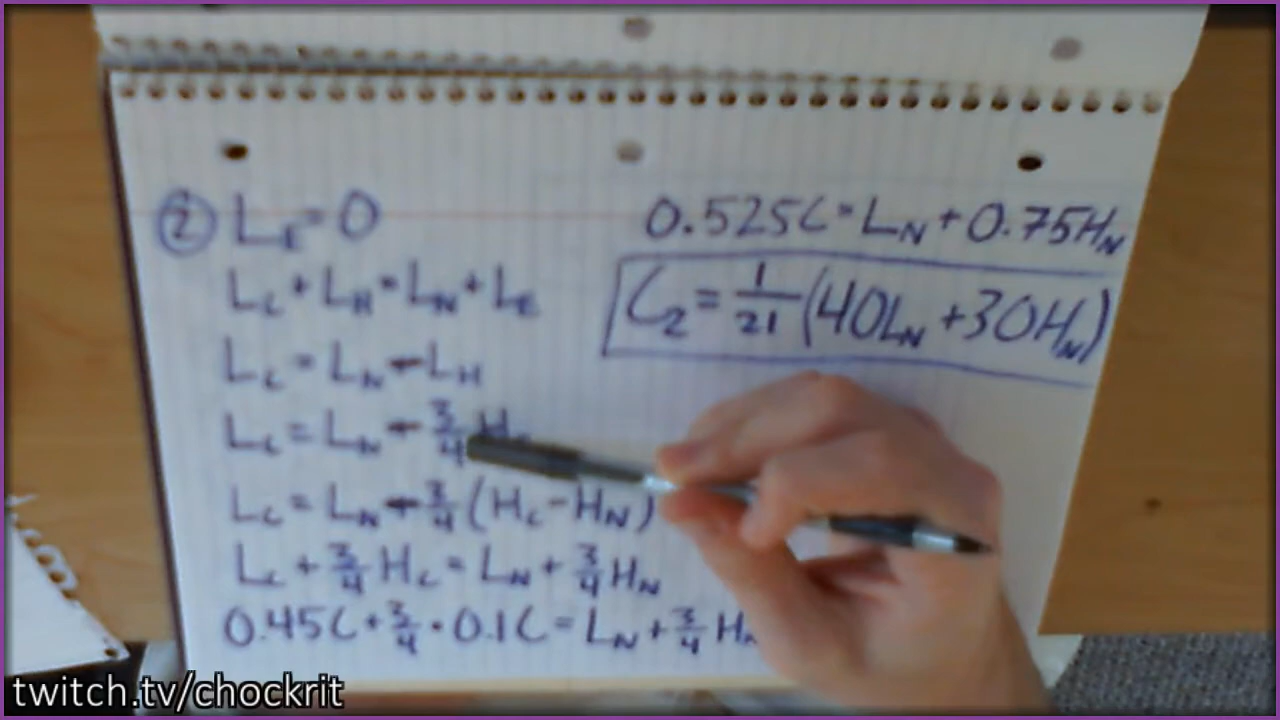 ② L_E = 0
L_C + L_H = L_N + L_E
L_C = L_N - L_H
L_C = L_N - 3/4 H
L_C = L_N - 3/4 (H_C - H_N)
L_C + 3/4 H_C = L_N + 3/4 H_N
0.45C + 3/4 · 0.1C = L_N + 3/4 H_N
0.525C = L_N + 0.75H_N
C_2 = 1/21 (40L_N + 30H_N)
twitch.tv/chockrit